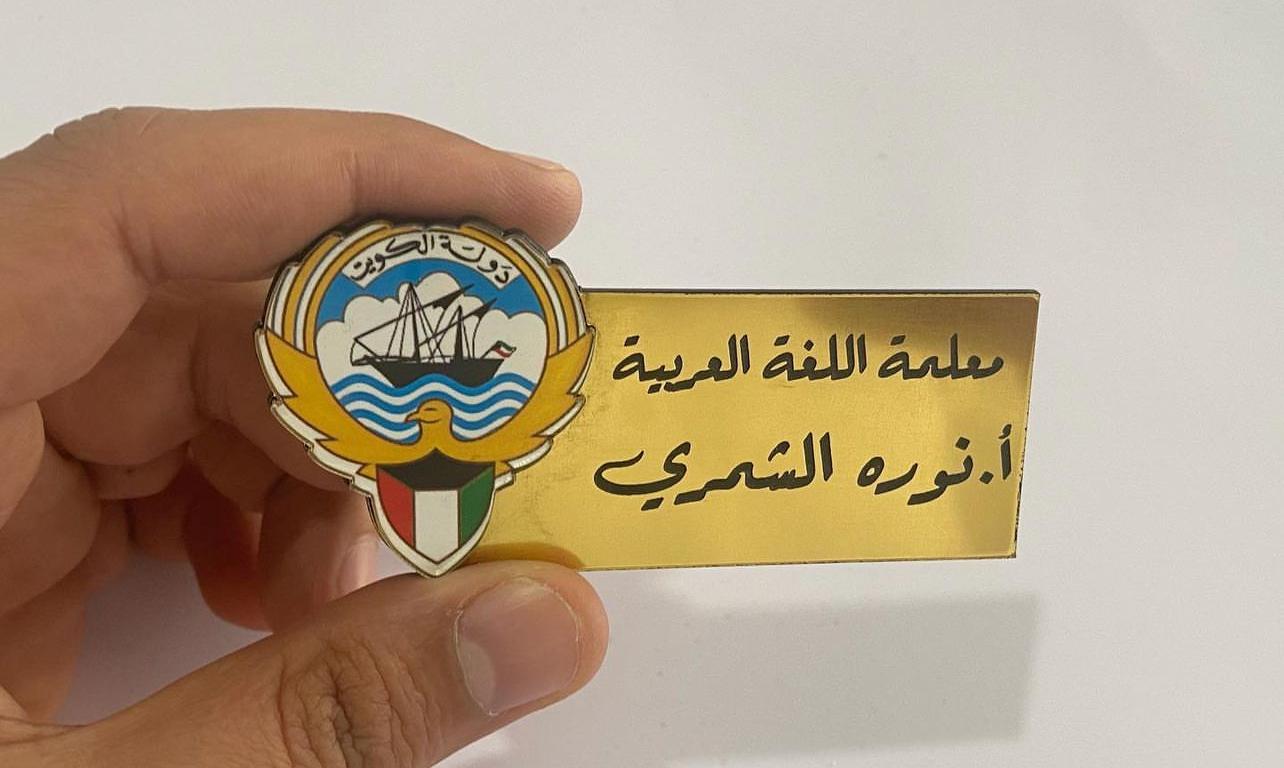 دولة الكويت
معلمة اللغة العربية
أ.نوره الشمري